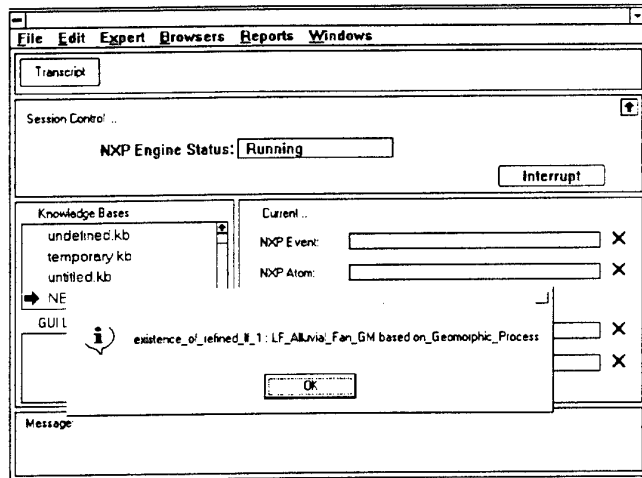 File Edit Expert Browsers Reports Windows
Transcript
Session Control ..
NXP Engine Status: Running
Interrupt
Knowledge Bases
undefined.kb
temporary.kb
untitled.kb
NE
GUI L
Current ..
NXP Event:
NXP Atom:
existence_of_refined_lf_1 : LF_Alluvial_Fan_GM based on_Geomorphic_Process
OK
Message